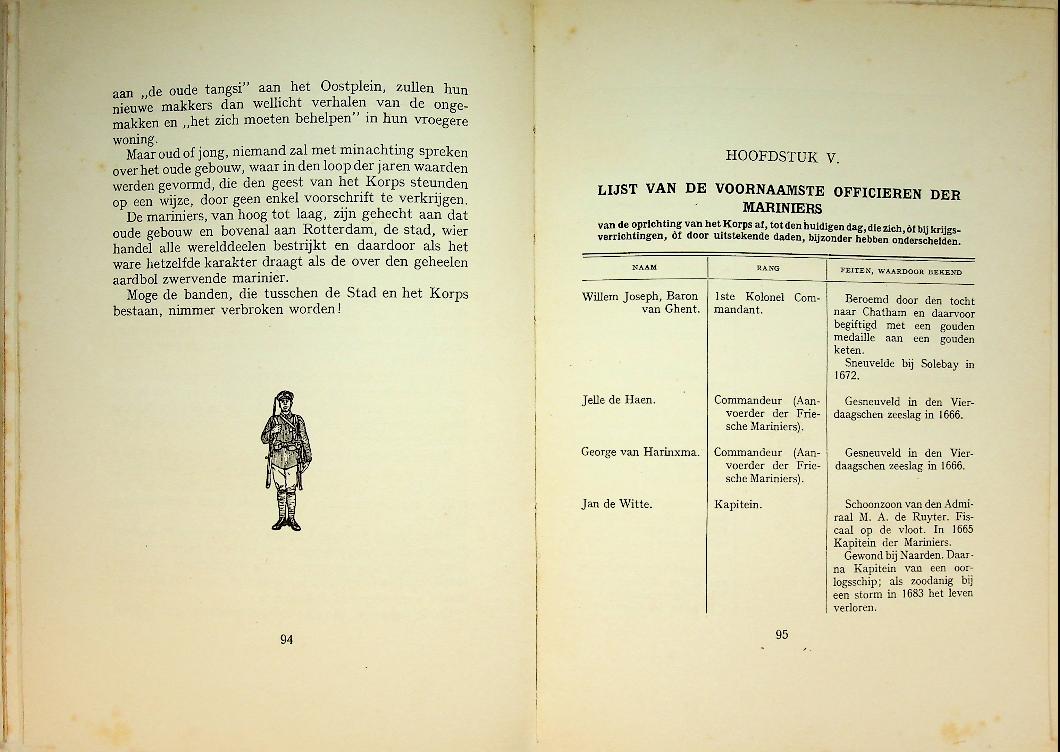 aan „de oude tangsi” aan het Oostplein, zullen hun
nieuwe makkers dan wellicht verhalen van de onge-
makken en „het zich moeten behelpen” in hun vroegere
woning.
Maar oud of jong, niemand zal met minachting spreken
over het oude gebouw, waar in den loop der jaren waarden
werden gevormd, die den geest van het Korps steunden
op een wijze, door geen enkel voorschrift te verkrijgen.
De mariniers, van hoog tot laag, zijn gehecht aan dat
oude gebouw en bovenal aan Rotterdam, de stad, wier
handel alle werelddeelen bestrijkt en daardoor als het
ware hetzelfde karakter draagt als de over den geheelen
aardbol zwervende marinier.
Moge de banden, die tusschen de Stad en het Korps
bestaan, nimmer verbroken worden!
94
HOOFDSTUK V.
LIJST VAN DE VOORNAAMSTE OFFICIEREN DER
MARINIERS
van de oprichting van het Korps af, tot den huidigen dag, die zich, òf bij krijgs-
verrichtingen, òf door uitstekende daden, bijzonder hebben onderscheiden.
NAAM
RANG
FEITEN, WAARDOOR BEKEND
Willem Joseph, Baron
van Ghent.
1ste Kolonel Com-
mandant.
Beroemd door den tocht
naar Chatham en daarvoor
begiftigd met een gouden
medaille aan een gouden
keten.
Sneuvelde bij Solebay in
1672.
Jelle de Haen.
Commandeur (Aan-
voerder der Frie-
sche Mariniers).
Gesneuveld in den Vier-
daagschen zeeslag in 1666.
George van Harinxma.
Commandeur (Aan-
voerder der Frie-
sche Mariniers).
Gesneuveld in den Vier-
daagschen zeeslag in 1666.
Jan de Witte.
Kapitein.
Schoonzoon van den Admi-
raal M. A. de Ruyter. Fis-
caal op de vloot. In 1665
Kapitein der Mariniers.
Gewond bij Naarden. Daar-
na Kapitein van een oor-
logsschip; als zoodanig bij
een storm in 1683 het leven
verloren.
95